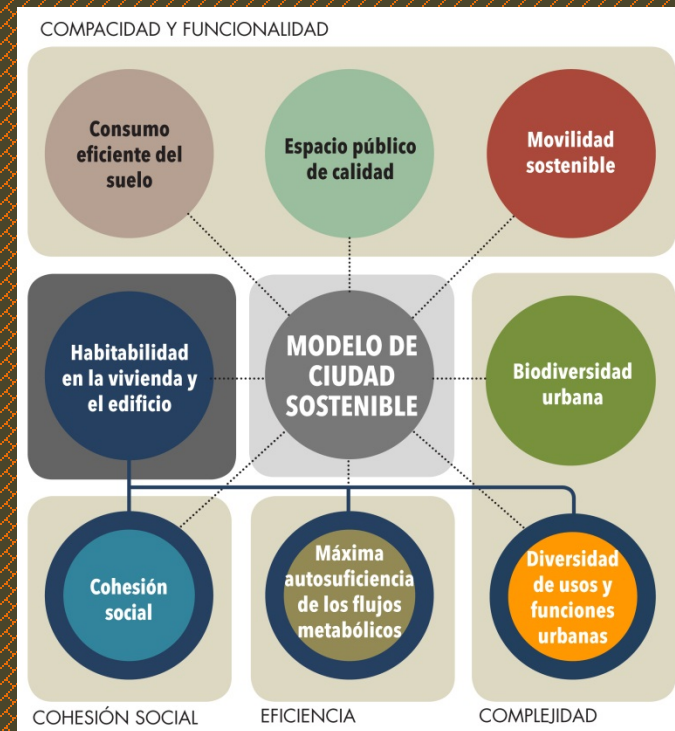 COMPACIDAD Y FUNCIONALIDAD
Consumo
eficiente del
suelo
Espacio público
de calidad
Movilidad
sostenible
Habitabilidad
en la vivienda y
el edificio
MODELO DE
CIUDAD
SOSTENIBLE
Biodiversidad
urbana
Cohesión
social
Máxima
autosuficiencia
de los flujos
metabólicos
Diversidad
de usos y
funciones
urbanas
COHESIÓN SOCIAL
EFICIENCIA
COMPLEJIDAD